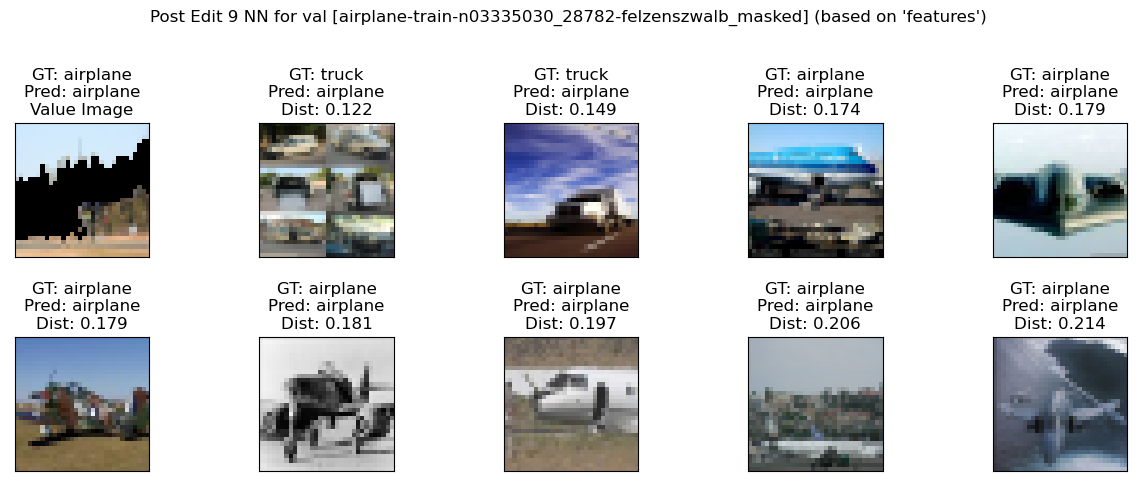 Post Edit 9 NN for val [airplane-train-n03335030_28782-felzenszwalb_masked] (based on 'features')
GT: airplane
Pred: airplane
Value Image
GT: truck
Pred: airplane
Dist: 0.122
GT: truck
Pred: airplane
Dist: 0.149
GT: airplane
Pred: airplane
Dist: 0.174
GT: airplane
Pred: airplane
Dist: 0.179
GT: airplane
Pred: airplane
Dist: 0.179
GT: airplane
Pred: airplane
Dist: 0.181
GT: airplane
Pred: airplane
Dist: 0.197
GT: airplane
Pred: airplane
Dist: 0.206
GT: airplane
Pred: airplane
Dist: 0.214